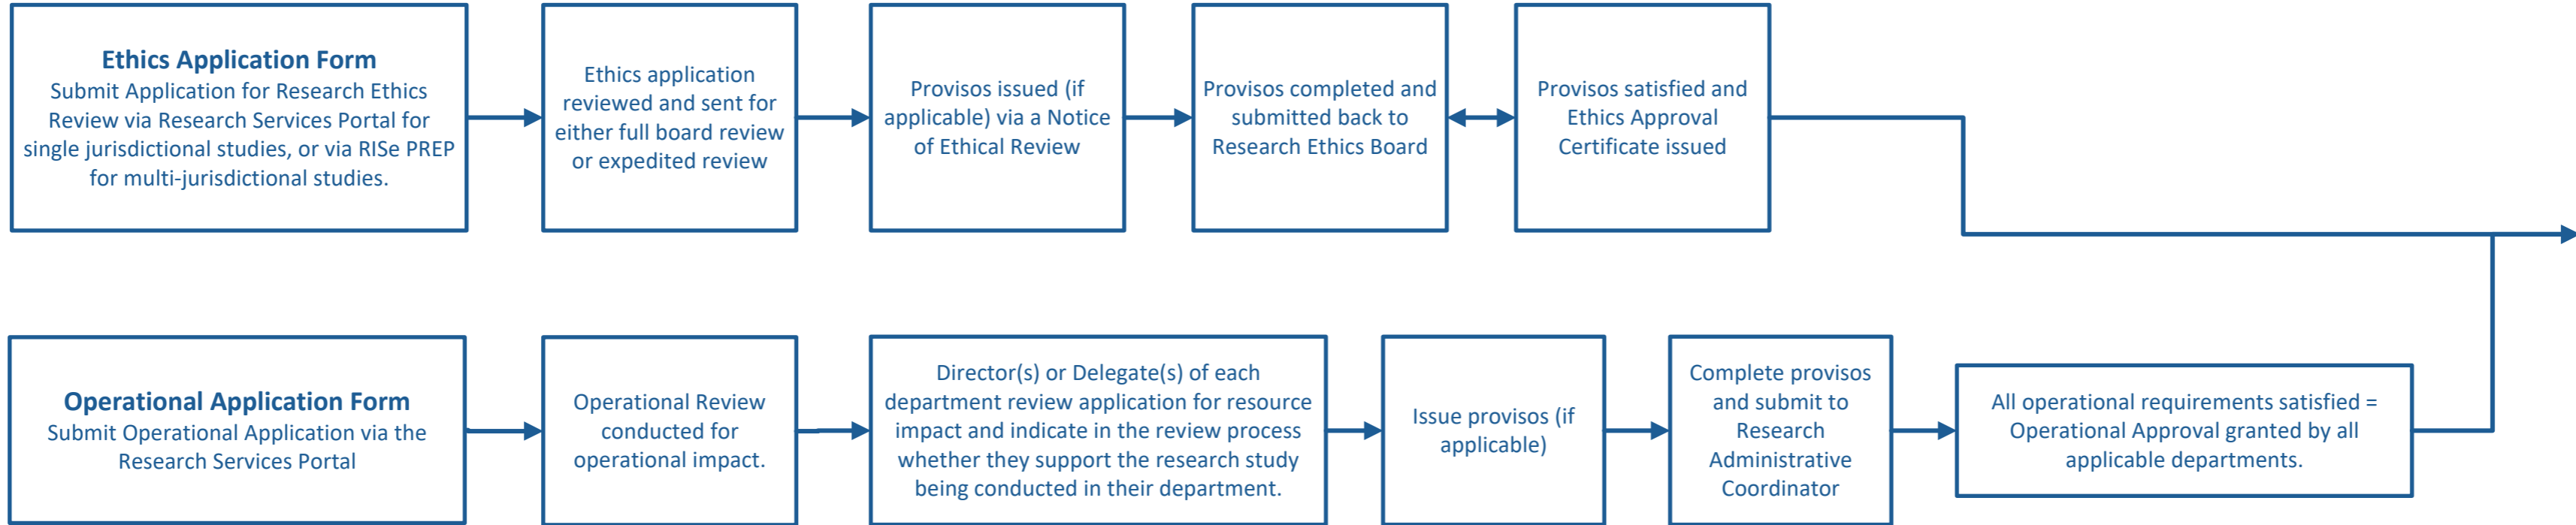 Ethics Application Form
Submit Application for Research Ethics
Review via Research Services Portal for
single jurisdictional studies, or via RISe PREP
for multi-jurisdictional studies.
Ethics application
reviewed and sent for
either full board review
or expedited review
Provisos issued (if
applicable) via a Notice
of Ethical Review
Provisos completed and
submitted back to
Research Ethics Board
Provisos satisfied and
Ethics Approval
Certificate issued
Operational Application Form
Submit Operational Application via the
Research Services Portal
Operational Review
conducted for
operational impact.
Director(s) or Delegate(s) of each
department review application for resource
impact and indicate in the review process
whether they support the research study
being conducted in their department.
Issue provisos (if
applicable)
Complete provisos
and submit to
Research
Administrative
Coordinator
All operational requirements satisfied =
Operational Approval granted by all
applicable departments.